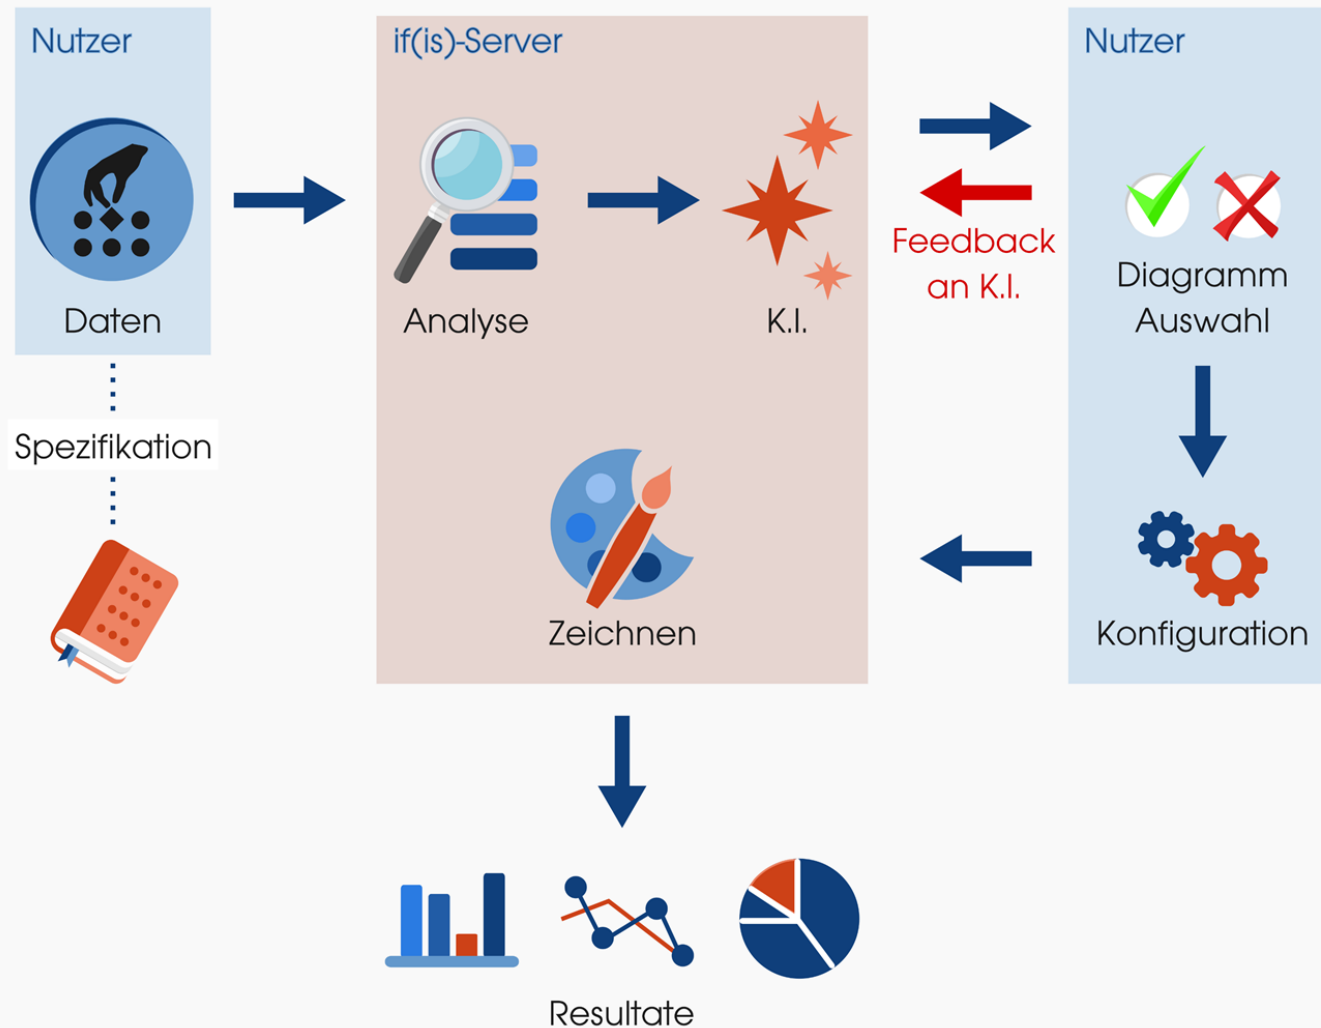 Nutzer
Daten
Spezifikation
if(is)-Server
Analyse
K.I.
Feedback
an K.I.
Nutzer
Diagramm
Auswahl
Konfiguration
Zeichnen
Resultate